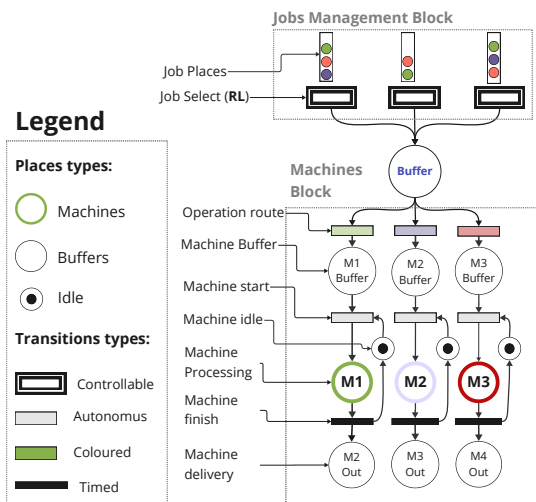 Jobs Management Block
Job Places
Job Select (RL)
Legend
Places types:
Machines
Buffers
Idle
Transitions types:
Controllable
Autonomus
Coloured
Timed
Buffer
Machines
Block
Operation route
Machine Buffer
Machine start
Machine idle
Machine
Processing
Machine
finish
Machine
delivery
M1
Buffer
M2
Buffer
M3
Buffer
M1
M2
M3
M2
Out
M3
Out
M4
Out